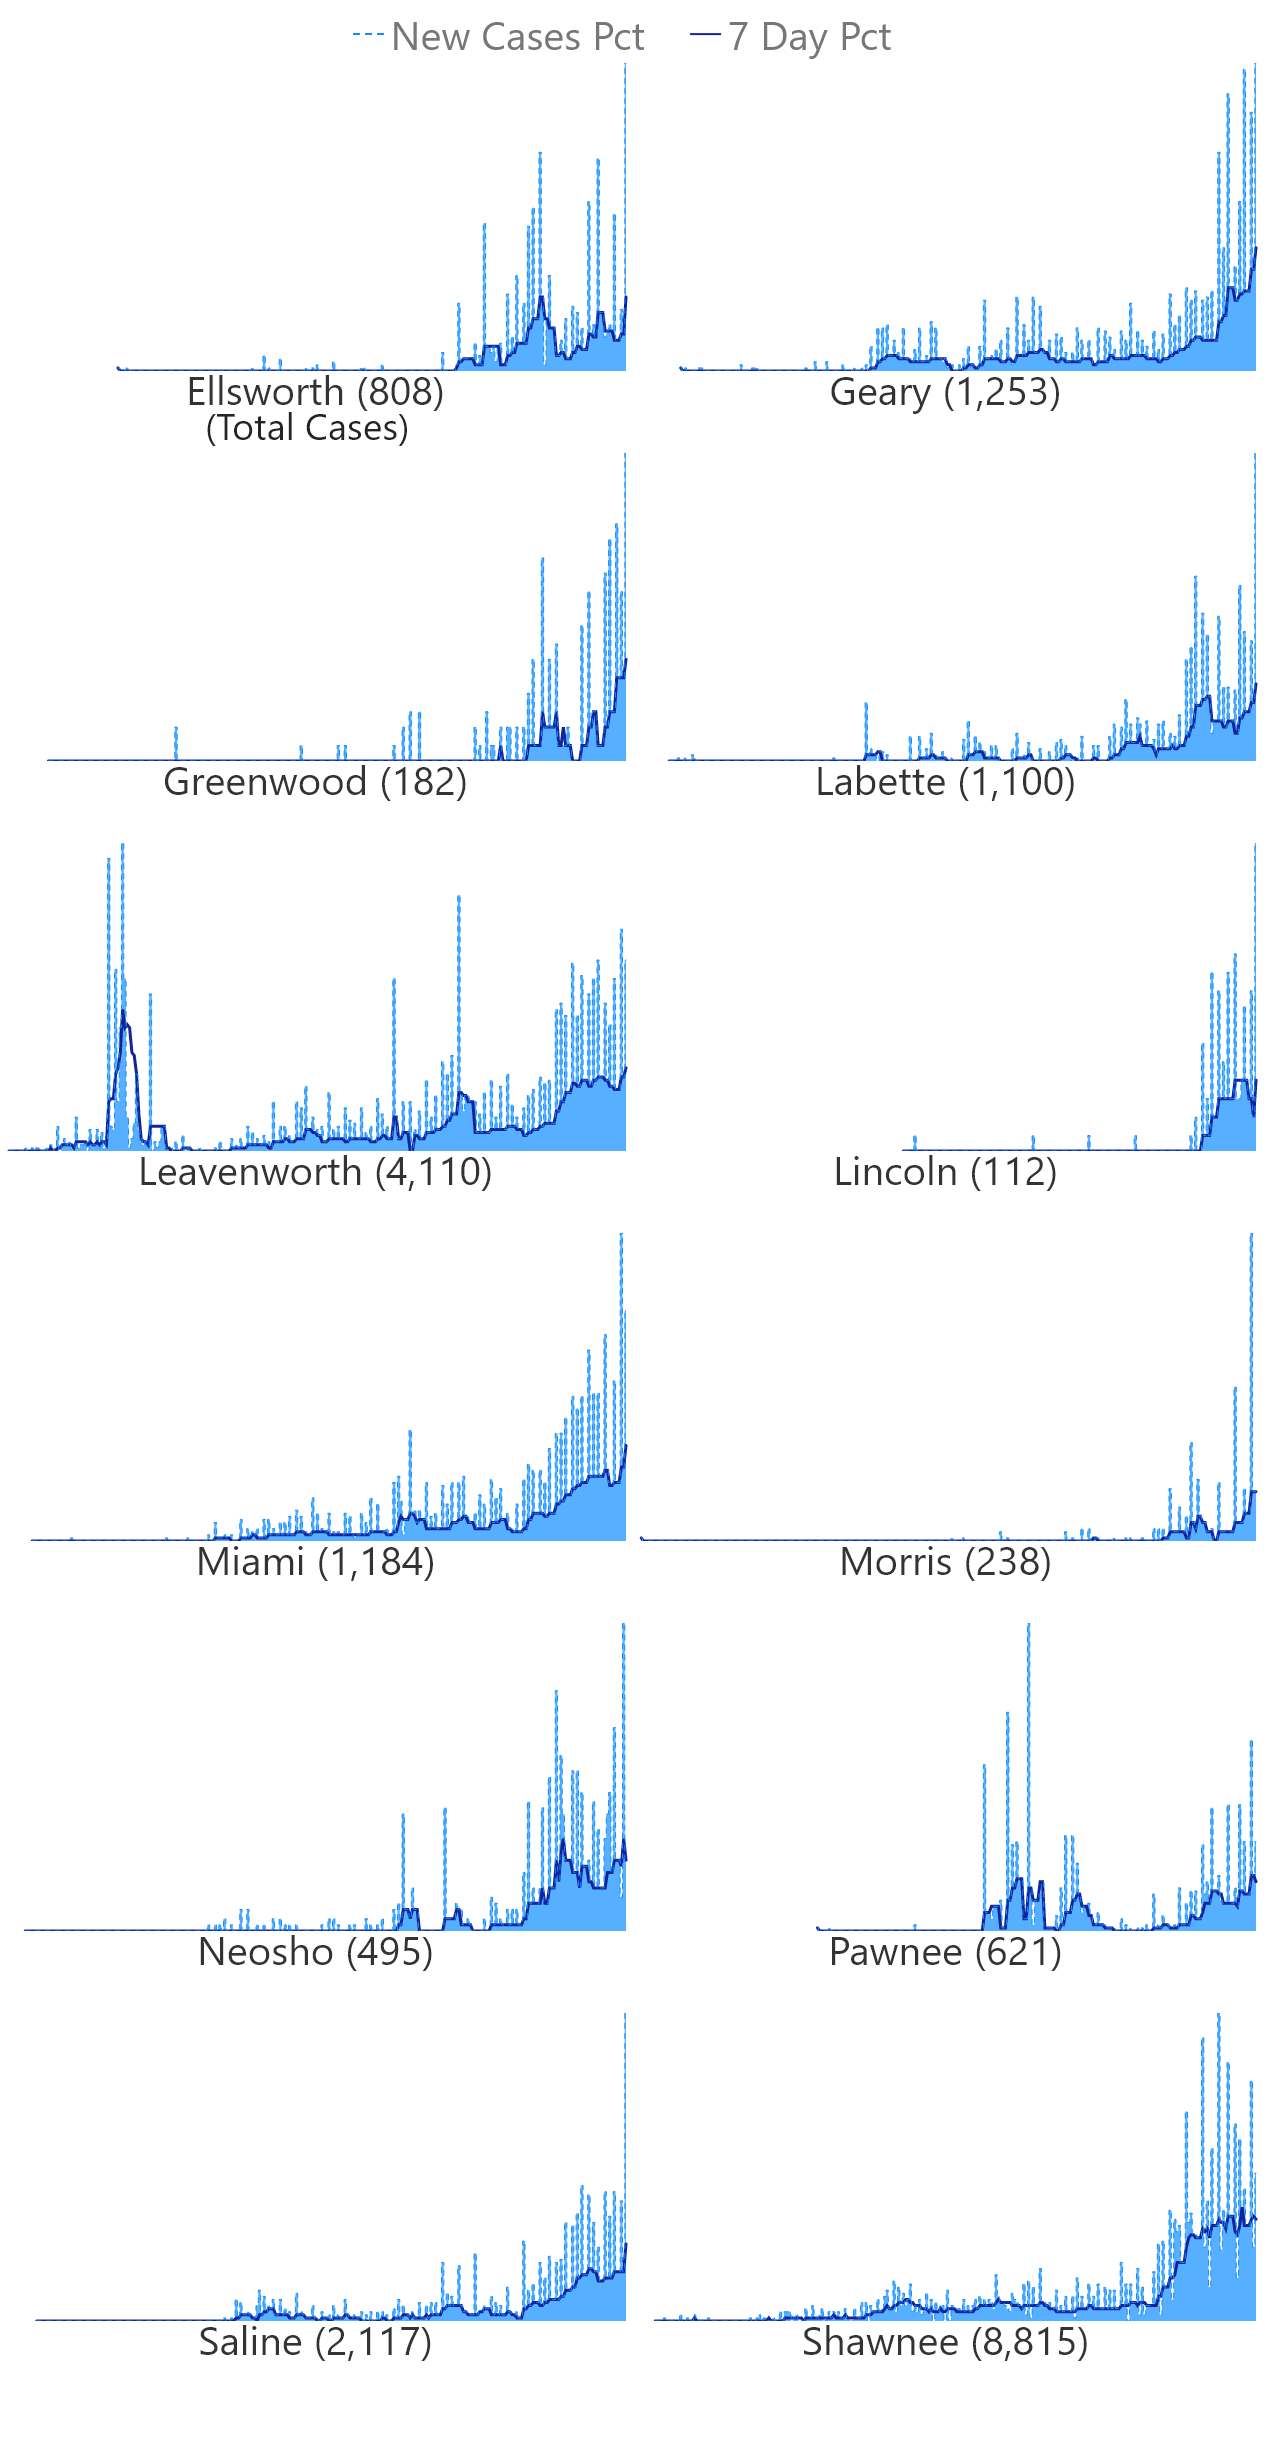 New Cases Pct 7 Day Pct
Ellsworth (808) Geary (1,253)
(Total Cases)
Greenwood (182) Labette (1,100)
Leavenworth (4,110) Lincoln (112)
Miami (1,184) Morris (238)
Neosho (495) Pawnee (621)
Saline (2,117) Shawnee (8,815)